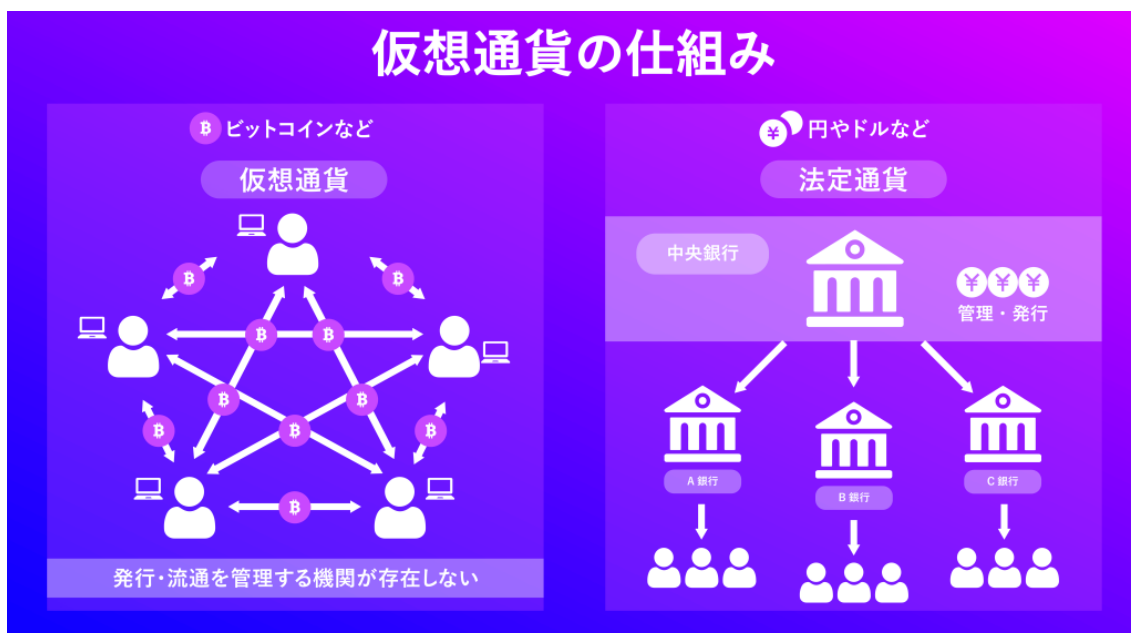 仮想通貨の仕組み
ビットコインなど
仮想通貨
発行・流通を管理する機関が存在しない
円やドルなど
法定通貨
中央銀行
管理・発行
A 銀行
B 銀行
C 銀行